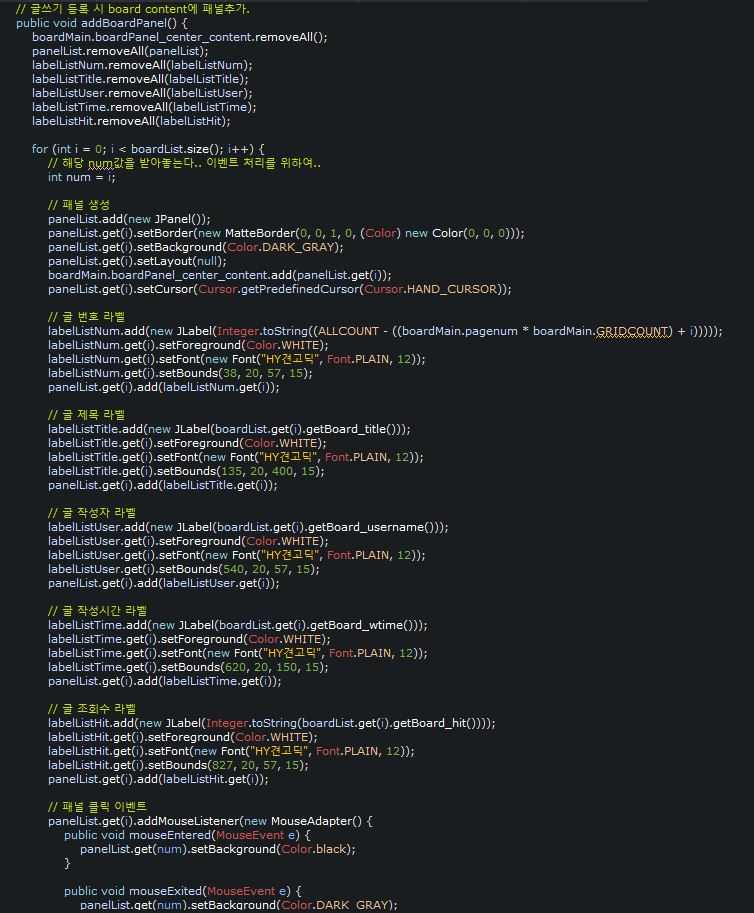 // 글쓰기 등록 시 board content에 패널추가.
public void addBoardPanel() {
boardMain.boardPanel_center_content.removeAll();
panelList.removeAll(panelList);
labelListNum.removeAll(labelListNum);
labelListTitle.removeAll(labelListTitle);
labelListUser.removeAll(labelListUser);
labelListTime.removeAll(labelListTime);
labelListHit.removeAll(labelListHit);
for (int i = 0; i < boardList.size(); i++) {
// 해당 num값을 받아놓는다.. 이벤트 처리를 위하여..
int num = i;
// 패널 생성
panelList.add(new JPanel());
panelList.get(i).setBorder(new MatteBorder(0, 0, 1, 0, (Color) new Color(0, 0, 0)));
panelList.get(i).setBackground(Color.DARK_GRAY);
panelList.get(i).setLayout(null);
boardMain.boardPanel_center_content.add(panelList.get(i));
panelList.get(i).setCursor(Cursor.getPredefinedCursor(Cursor.HAND_CURSOR));
// 글 번호 라벨
labelListNum.add(new JLabel(Integer.toString((ALLCOUNT - ((boardMain.pagenum * boardMain.GRIDCOUNT) + i)))));
labelListNum.get(i).setForeground(Color.WHITE);
labelListNum.get(i).setFont(new Font("HY견고딕", Font.PLAIN, 12));
labelListNum.get(i).setBounds(38, 20, 57, 15);
panelList.get(i).add(labelListNum.get(i));
// 글 제목 라벨
labelListTitle.add(new JLabel(boardList.get(i).getBoard_title()));
labelListTitle.get(i).setForeground(Color.WHITE);
labelListTitle.get(i).setFont(new Font("HY견고딕", Font.PLAIN, 12));
labelListTitle.get(i).setBounds(135, 20, 400, 15);
panelList.get(i).add(labelListTitle.get(i));
// 글 작성자 라벨
labelListUser.add(new JLabel(boardList.get(i).getBoard_username()));
labelListUser.get(i).setForeground(Color.WHITE);
labelListUser.get(i).setFont(new Font("HY견고딕", Font.PLAIN, 12));
labelListUser.get(i).setBounds(540, 20, 57, 15);
panelList.get(i).add(labelListUser.get(i));
// 글 작성시간 라벨
labelListTime.add(new JLabel(boardList.get(i).getBoard_wtime()));
labelListTime.get(i).setForeground(Color.WHITE);
labelListTime.get(i).setFont(new Font("HY견고딕", Font.PLAIN, 12));
labelListTime.get(i).setBounds(620, 20, 150, 15);
panelList.get(i).add(labelListTime.get(i));
// 글 조회수 라벨
labelListHit.add(new JLabel(Integer.toString(boardList.get(i).getBoard_hit())));
labelListHit.get(i).setForeground(Color.WHITE);
labelListHit.get(i).setFont(new Font("HY견고딕", Font.PLAIN, 12));
labelListHit.get(i).setBounds(827, 20, 57, 15);
panelList.get(i).add(labelListHit.get(i));
// 패널 클릭 이벤트
panelList.get(i).addMouseListener(new MouseAdapter() {
public void mouseEntered(MouseEvent e) {
panelList.get(num).setBackground(Color.black);
}
public void mouseExited(MouseEvent e) {
panelList.get(num).setBackground(Color.DARK_GRAY);